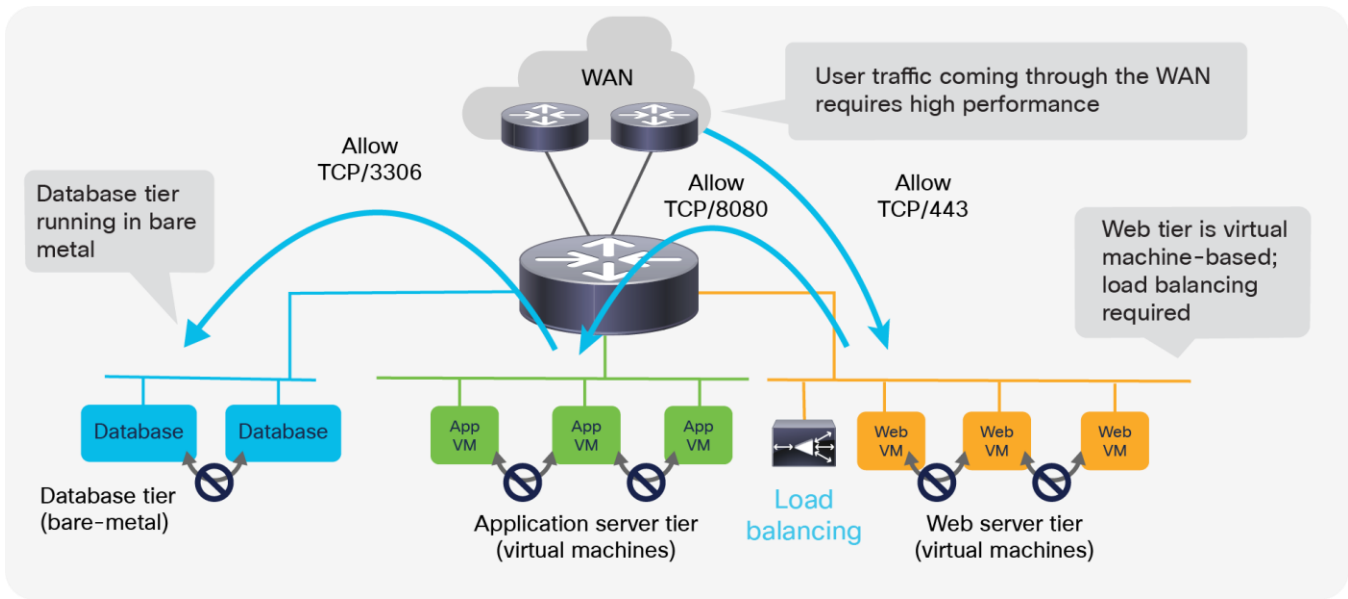 WAN
User traffic coming through the WAN
requires high performance
Allow
TCP/3306
Allow
TCP/8080
Allow
TCP/443
Database tier
running in bare
metal
Web tier is virtual
machine-based;
load balancing
required
Database
Database
App
VM
App
VM
App
VM
Web
VM
Web
VM
Web
VM
Database tier
(bare-metal)
Application server tier
(virtual machines)
Load
balancing
Web server tier
(virtual machines)